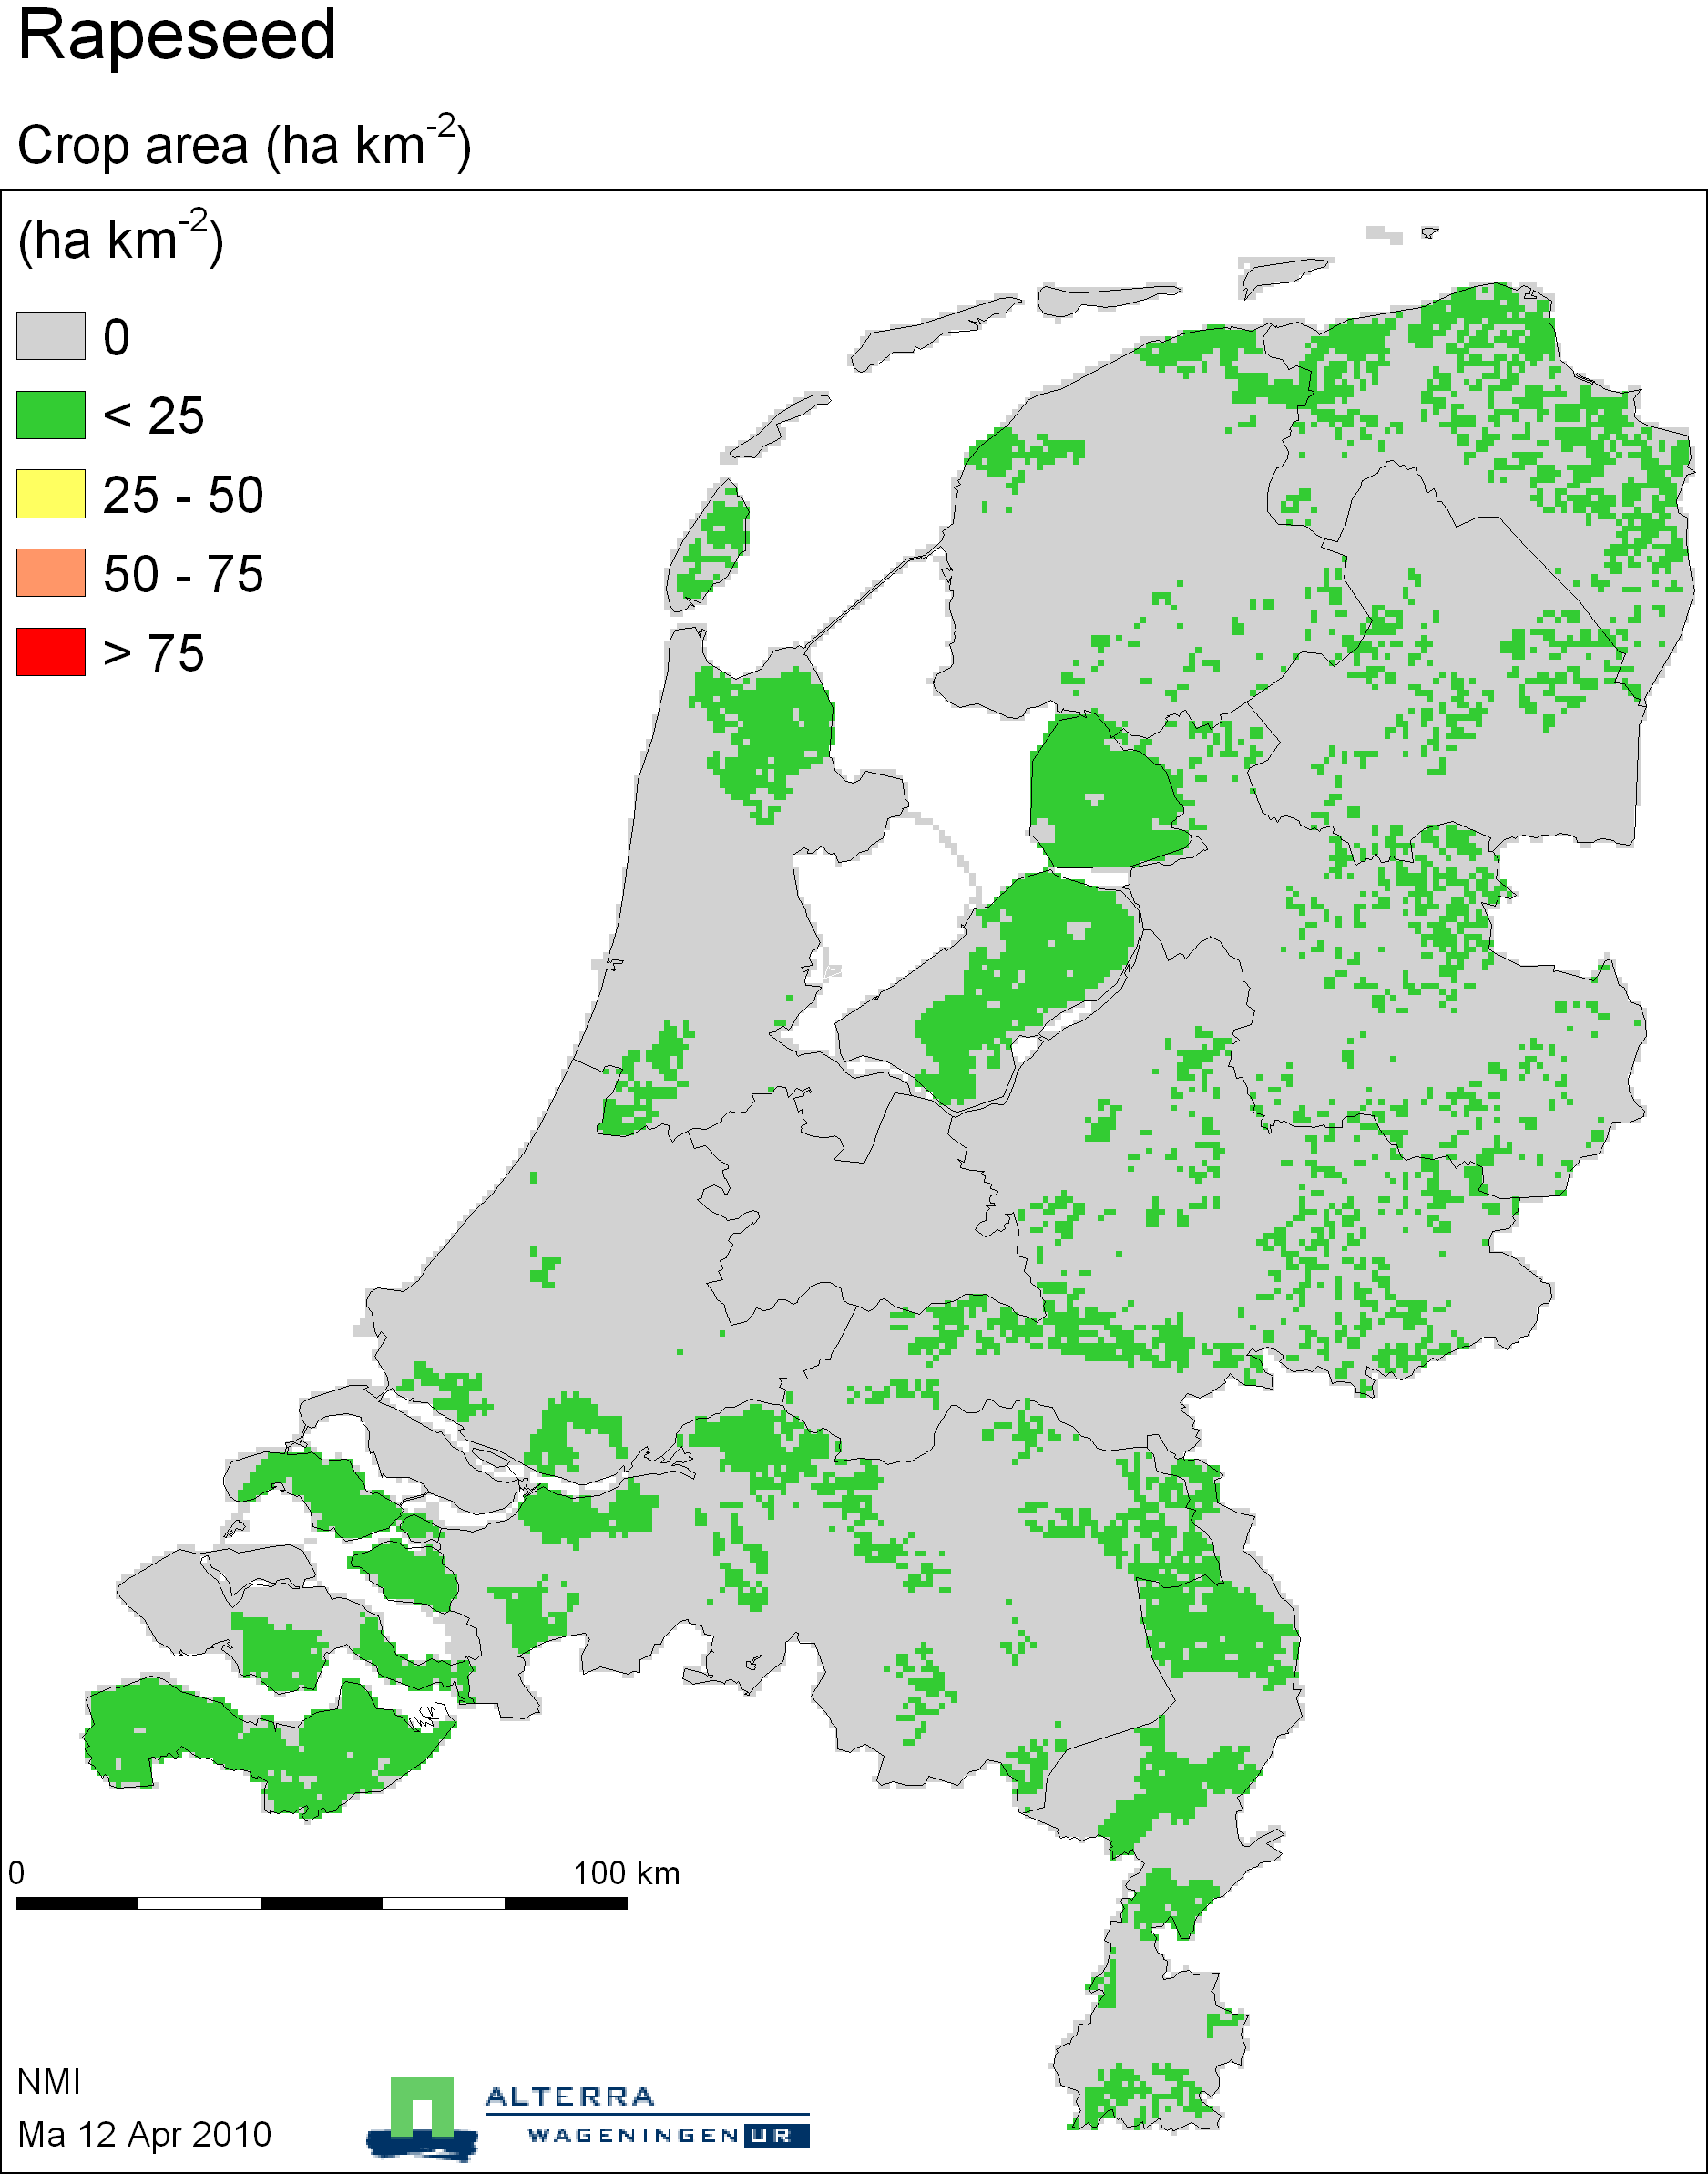 Rapeseed
Crop area (ha km-2)
(ha km-2)
0
< 25
25 - 50
50 - 75
> 75
0 100 km
NMI
Ma 12 Apr 2010
ALTERRA
WAGENINGEN UR